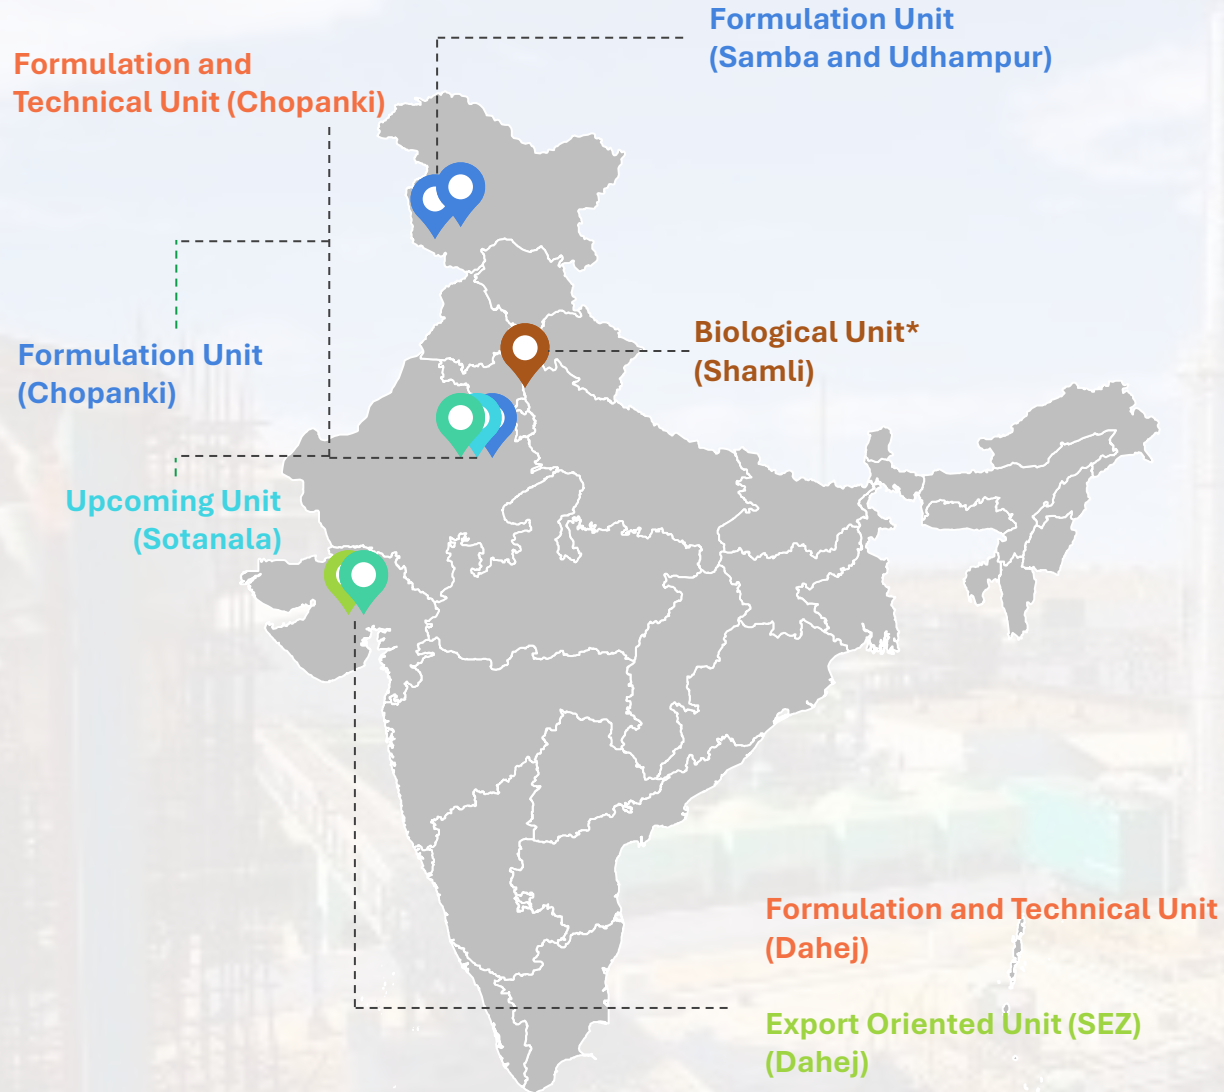 Formulation Unit
(Samba and Udhampur)
Formulation and
Technical Unit (Chopanki)
Biological Unit*
(Shamli)
Formulation Unit
(Chopanki)
Upcoming Unit
(Sotanala)
Formulation and Technical Unit
(Dahej)
Export Oriented Unit (SEZ)
(Dahej)